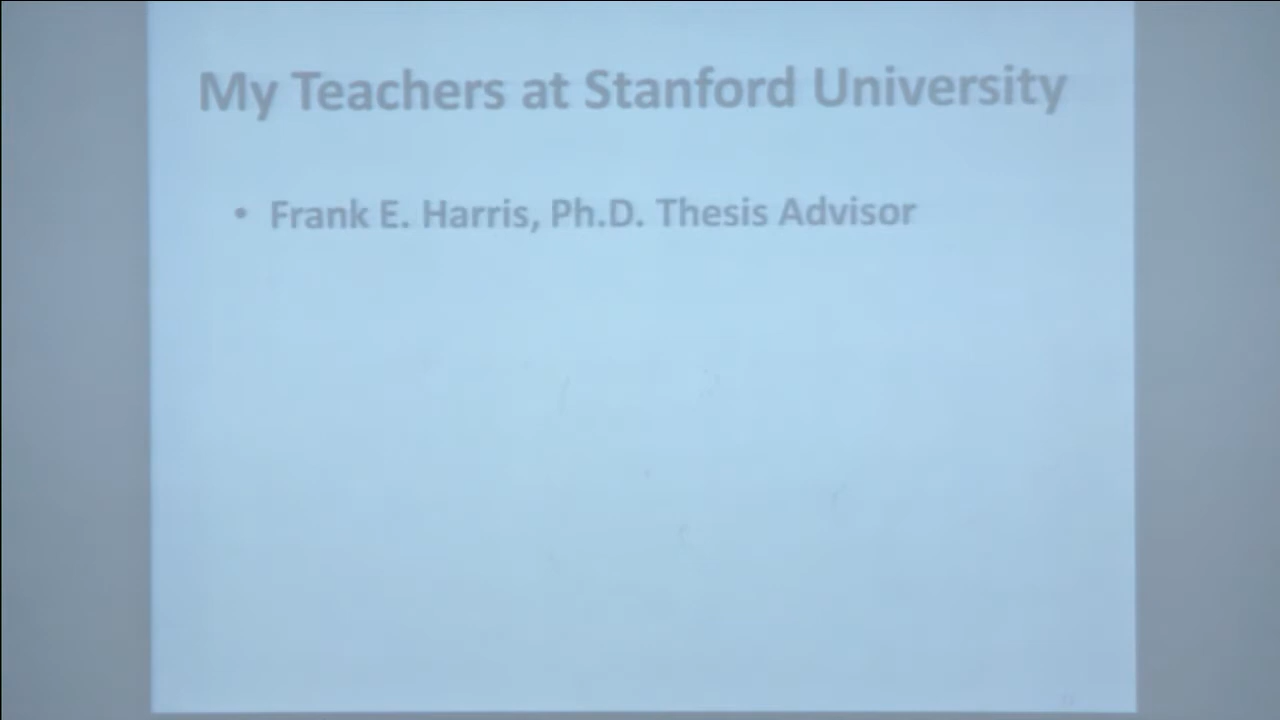 My Teachers at Stanford University
• Frank E. Harris, Ph.D. Thesis Advisor